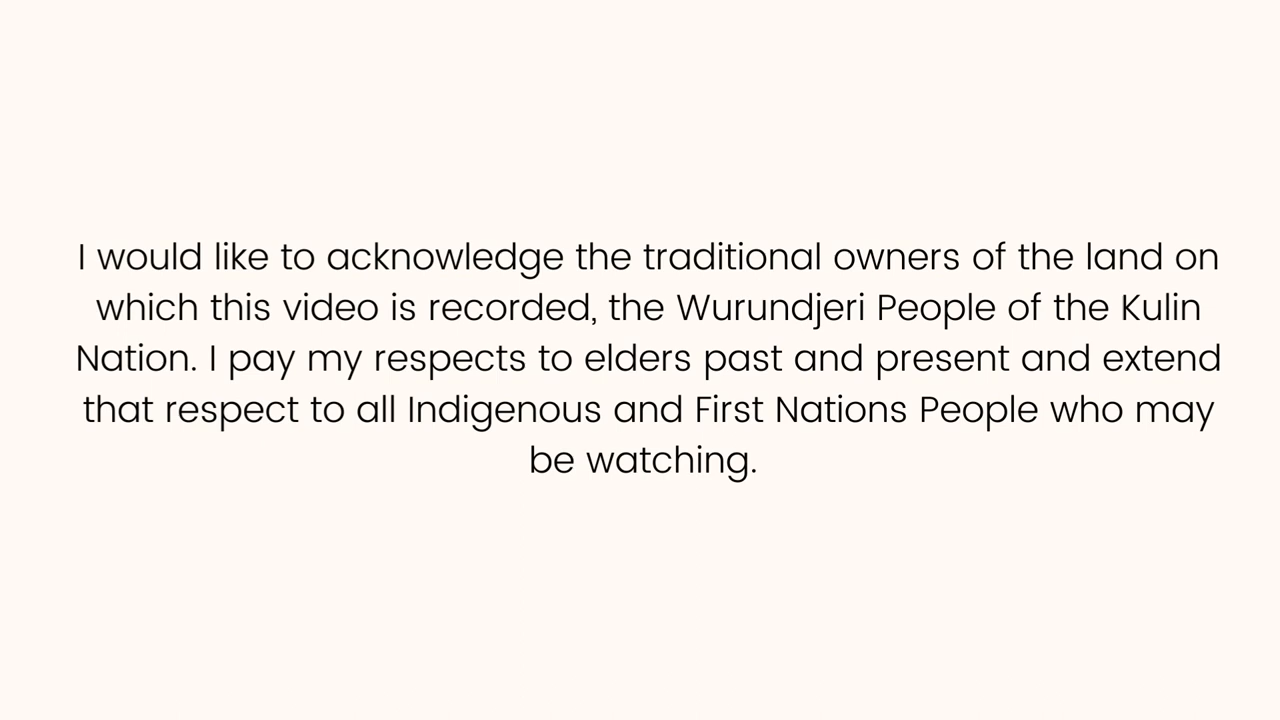 I would like to acknowledge the traditional owners of the land on
which this video is recorded, the Wurundjeri People of the Kulin
Nation. I pay my respects to elders past and present and extend
that respect to all Indigenous and First Nations People who may
be watching.